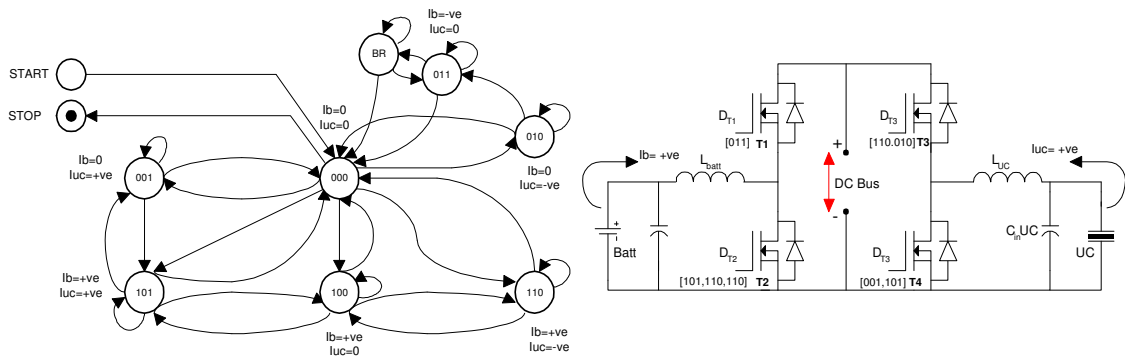 START
STOP
BR
Ib=-ve
Iuc=0
011
Ib=0
Iuc=0
010
Ib=0
Iuc=-ve
Ib=0
Iuc=+ve
001
000
Ib=+ve
Iuc=+ve
101
100
Ib=+ve
Iuc=0
110
Ib=+ve
Iuc=-ve
DT1
[011] T1
DT3
[110.010] T3
Ib= +ve
Lbatt
+
DC Bus
-
LUC
Iuc= +ve
+
-
Batt
DT2
[101,110,110] T2
DT3
[001,101] T4
CinUC
UC